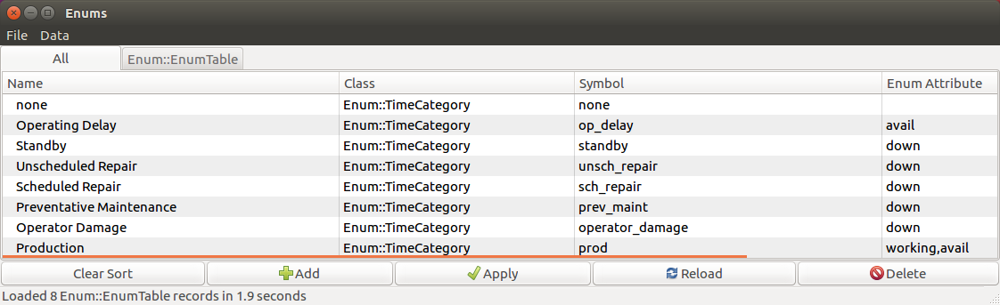 Enums
File Data
All Enum::EnumTable
Name Class Symbol Enum Attribute
none Enum::TimeCategory none
Operating Delay Enum::TimeCategory op_delay avail
Standby Enum::TimeCategory standby down
Unscheduled Repair Enum::TimeCategory unsch_repair down
Scheduled Repair Enum::TimeCategory sch_repair down
Preventative Maintenance Enum::TimeCategory prev_maint down
Operator Damage Enum::TimeCategory operator_damage down
Production Enum::TimeCategory prod working,avail
Clear Sort Add Apply Reload Delete
Loaded 8 Enum::EnumTable records in 1.9 seconds